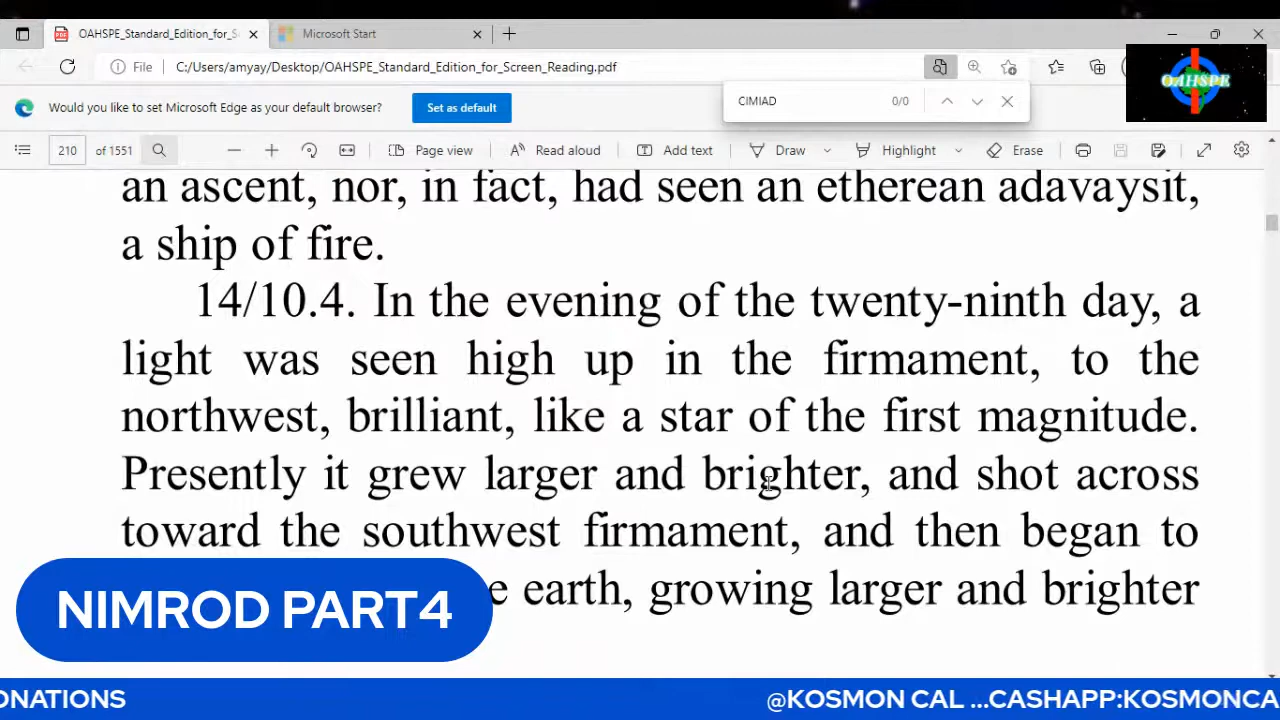 OAHSPE_Standard_Edition_for_S
Microsoft Start
File
C:/Users/amyay/Desktop/OAHSPE_Standard_Edition_for_Screen_Reading.pdf
OAHSPE
Would you like to set Microsoft Edge as your default browser?
Set as default
CIMIAD
0/0
210 of 1551
Page view
Read aloud
Add text
Draw
Highlight
Erase
an ascent, nor, in fact, had seen an etherean adavaysit,
a ship of fire.
14/10.4. In the evening of the twenty-ninth day, a
light was seen high up in the firmament, to the
northwest, brilliant, like a star of the first magnitude.
Presently it grew larger and brighter, and shot across
toward the southwest firmament, and then began to
e earth, growing larger and brighter
NIMROD PART4
ONATIONS
@KOSMON CAL ...CASHAPP:KOSMONCA